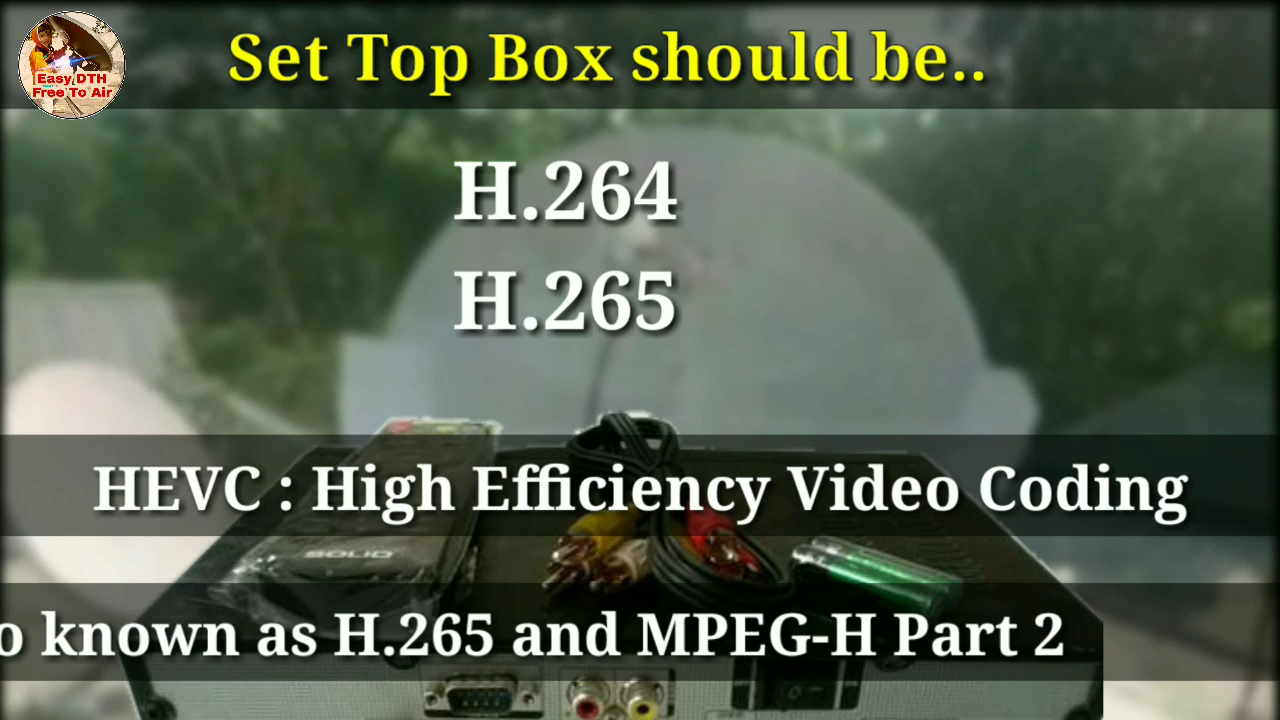 Easy DTH
Free To Air
Set Top Box should be..
H.264
H.265
HEVC : High Efficiency Video Coding
SOLID
o known as H.265 and MPEG-H Part 2